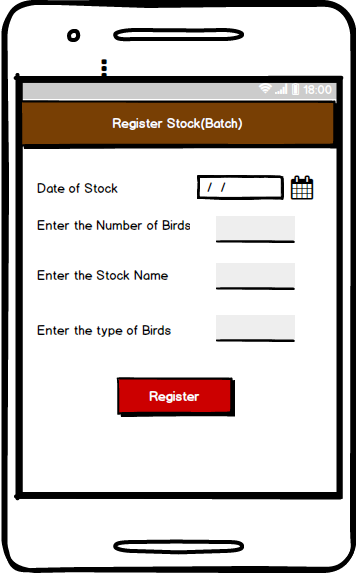 18:00
Register Stock(Batch)
Date of Stock / /
Enter the Number of Birds
Enter the Stock Name
Enter the type of Birds
Register